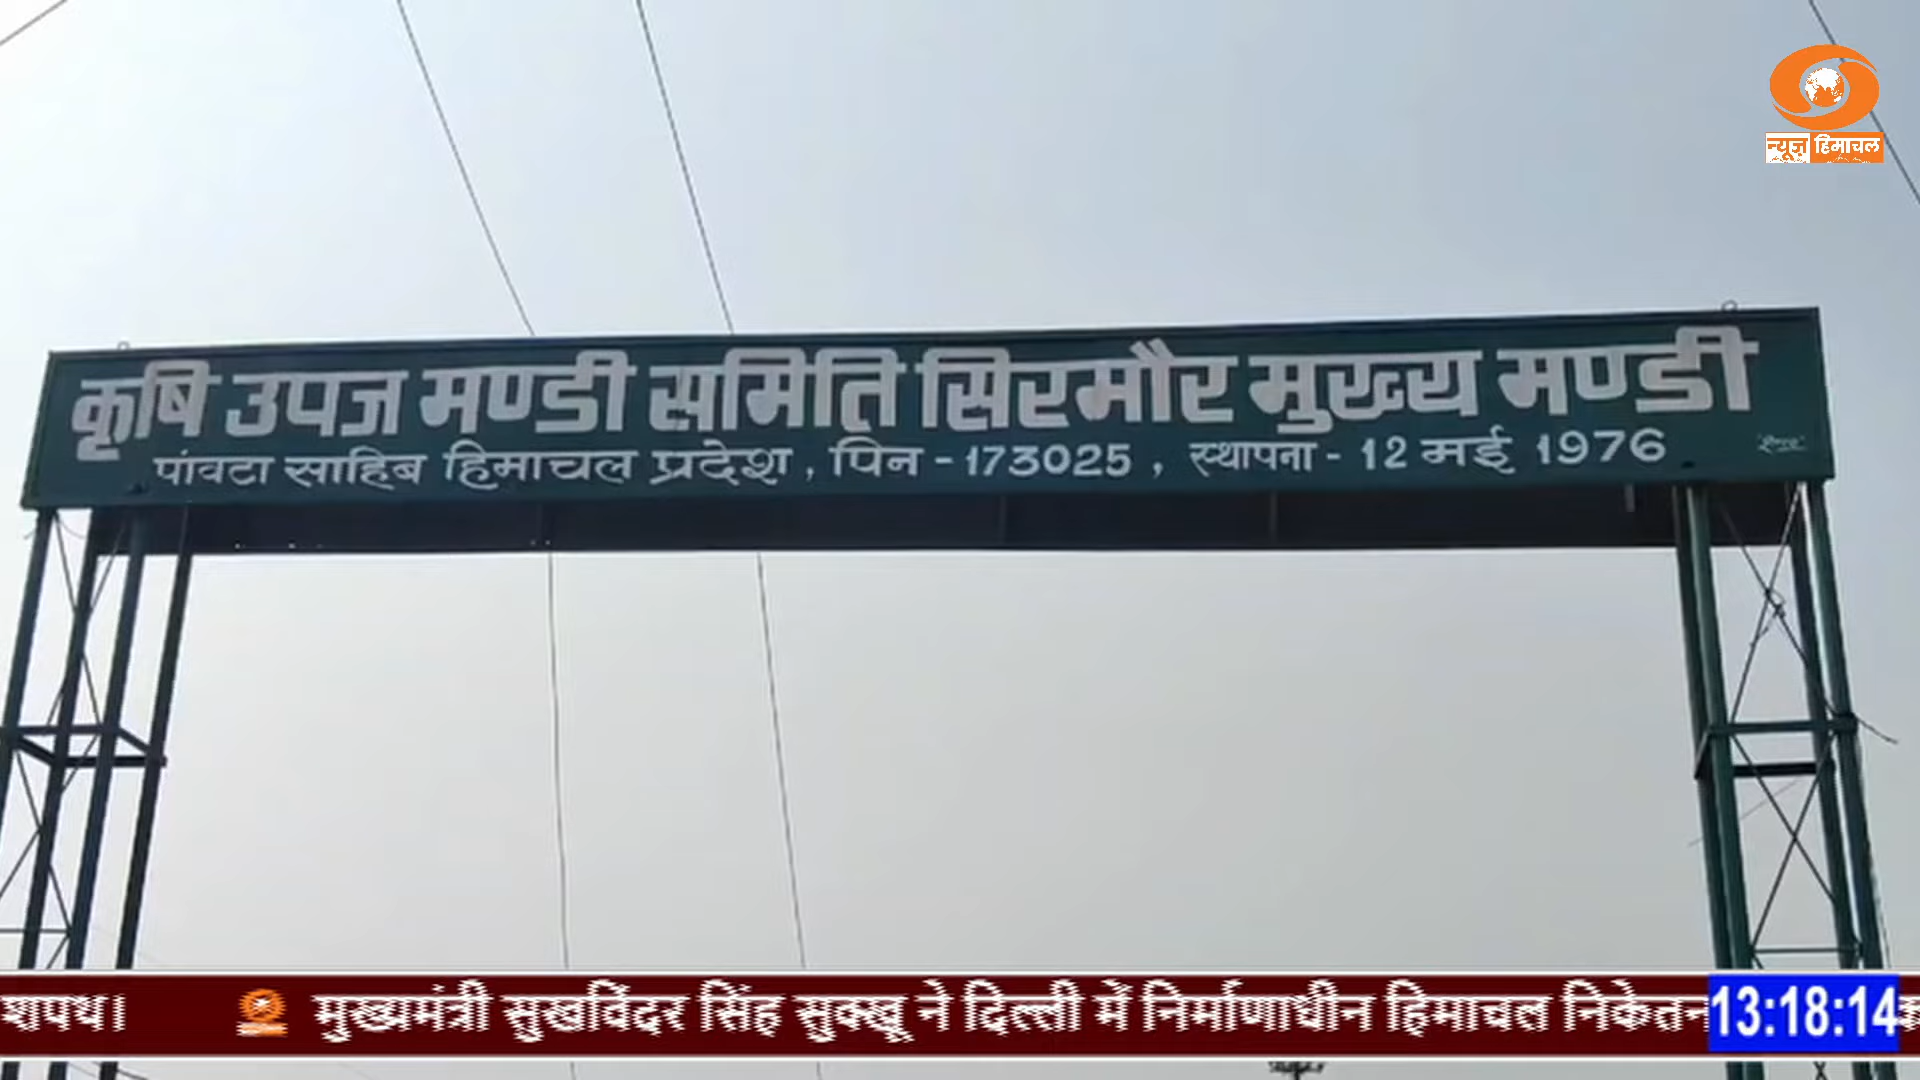 न्यूज़ हिमाचल
कृषि उपज मण्डी समिति सिरमौर मुख्य मण्डी
पांवटा साहिब हिमाचल प्रदेश, पिन - 173025, स्थापना - 12 मई 1976
शपथ। मुख्यमंत्री सुखविंदर सिंह सुक्खू ने दिल्ली में निर्माणाधीन हिमाचल निकेतन 13:18:14